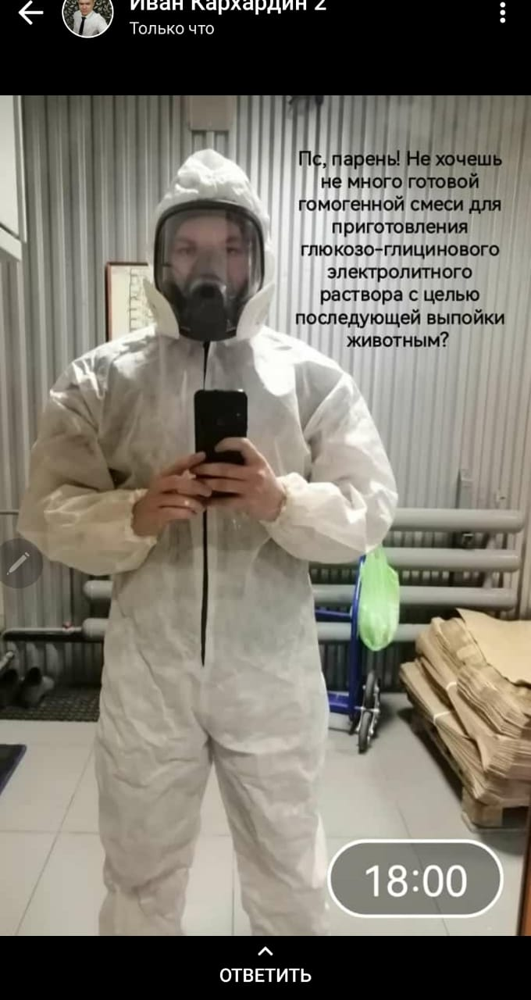 Иван Кархардин 2
Только что
Пс, парень! Не хочешь
не много готовой
гомогенной смеси для
приготовления
глюкозо-глицинового
электролитного
раствора с целью
последующей выпойки
животным?
18:00
ОТВЕТИТЬ